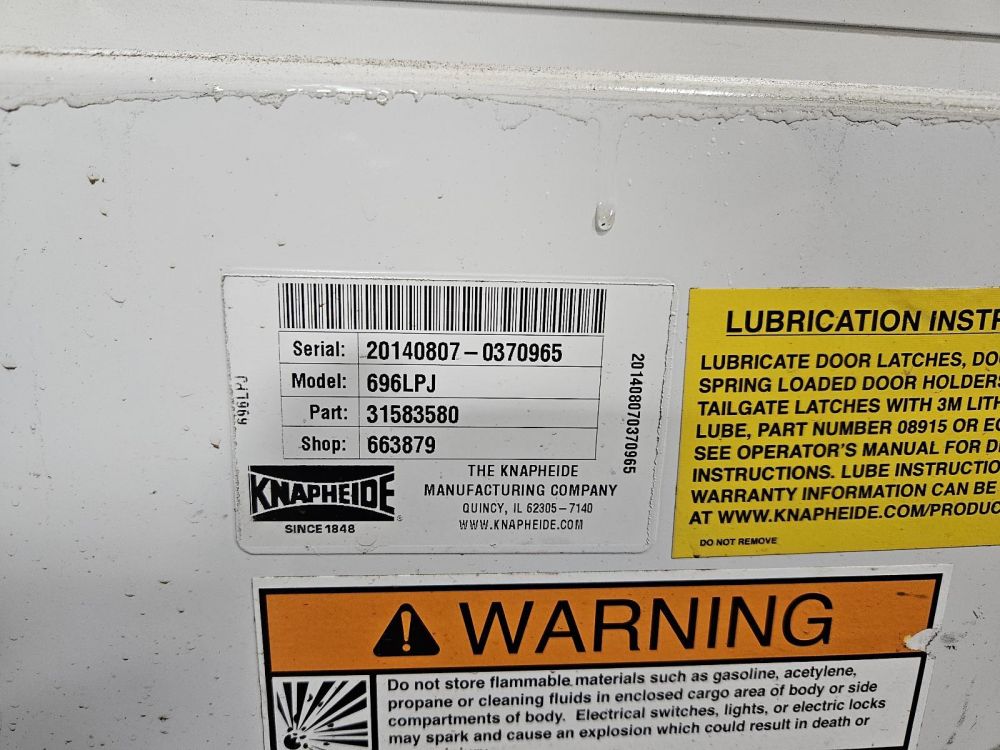 Serial: 20140807-0370965
Model: 696LPJ
Part: 31583580
Shop: 663879
201408070370965
KNAPHEIDE
SINCE 1848
THE KNAPHEIDE
MANUFACTURING COMPANY
QUINCY, IL 62305-7140
WWW.KNAPHEIDE.COM
LUBRICATION INST
LUBRICATE DOOR LATCHES, DO
SPRING LOADED DOOR HOLDERS
TAILGATE LATCHES WITH 3M LITH
LUBE, PART NUMBER 08915 OR E
SEE OPERATOR'S MANUAL FOR D
INSTRUCTIONS. LUBE INSTRUCTIO
WARRANTY INFORMATION CAN BE
AT WWW.KNAPHEIDE.COM/PRODUC
DO NOT REMOVE
WARNING
Do not store flammable materials such as gasoline, acetylene,
propane or cleaning fluids in enclosed cargo area of body or side
compartments of body. Electrical switches, lights, or electric locks
may spark and cause an explosion which could result in death or